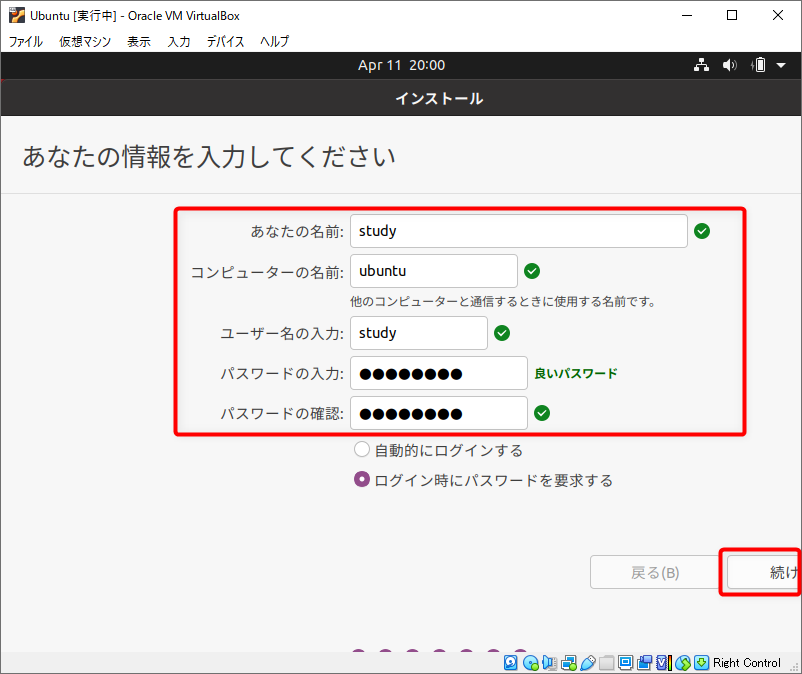 Ubuntu [実行中] - Oracle VM VirtualBox
ファイル 仮想マシン 表示 入力 デバイス ヘルプ
Apr 11 20:00
インストール
あなたの情報を入力してください
あなたの名前: study
コンピューターの名前: ubuntu
他のコンピューターと通信するときに使用する名前です。
ユーザー名の入力: study
パスワードの入力: ●●●●●●●● 良いパスワード
パスワードの確認: ●●●●●●●●
自動的にログインする
ログイン時にパスワードを要求する
戻る(B) 続け
Right Control